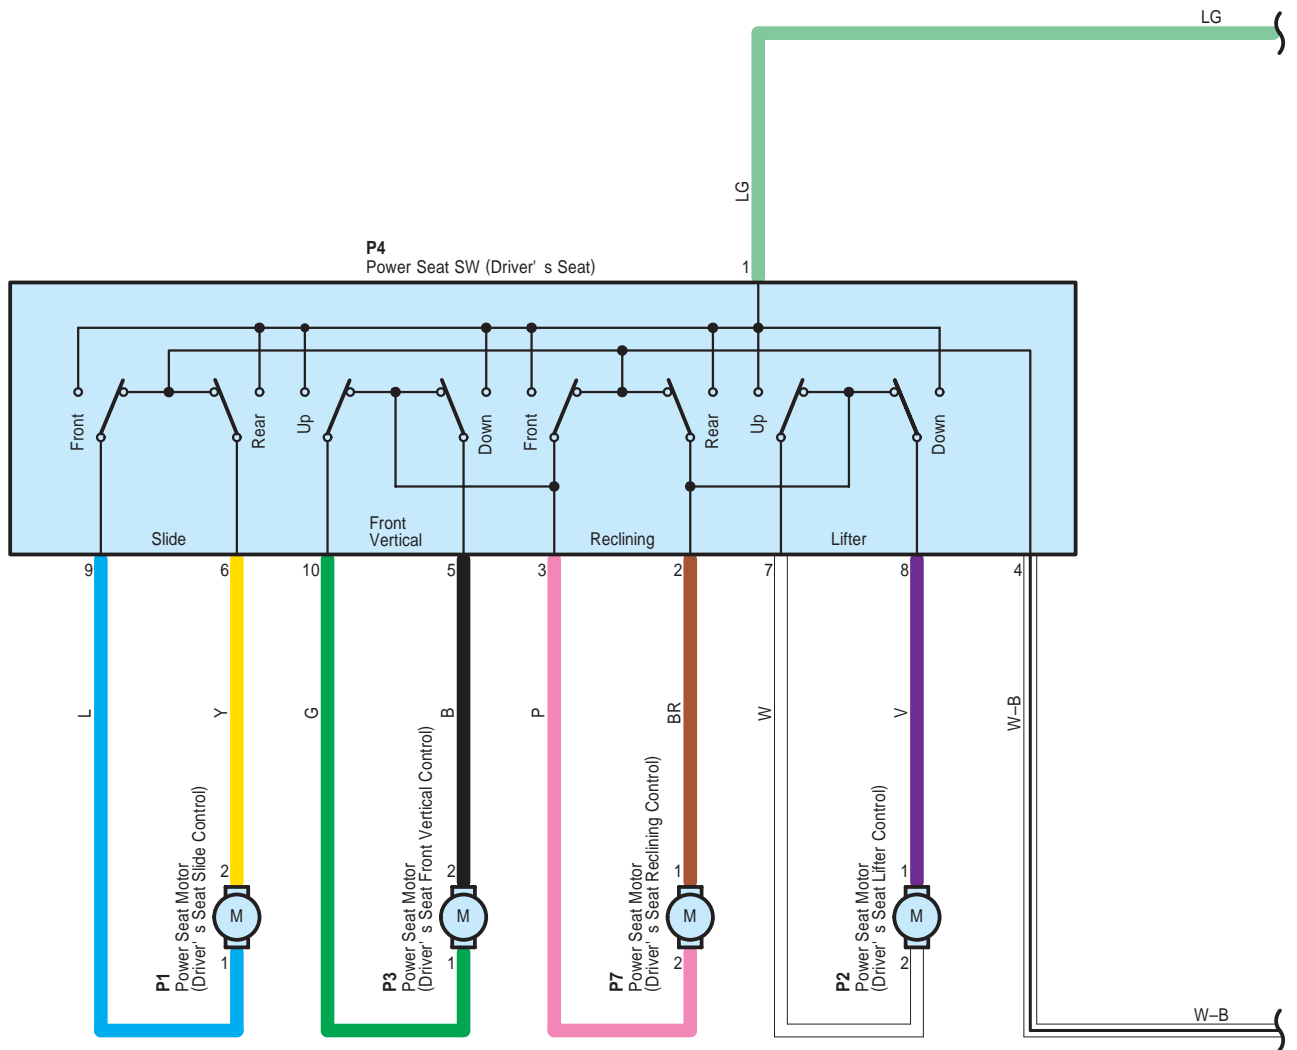 LG
LG
P4
Power Seat SW (Driver' s Seat)
1
Front
Rear
Up
Down
Front
Rear
Up
Down
Slide
Front
Vertical
Reclining
Lifter
9
6
10
5
3
2
7
8
4
L
Y
G
B
P
BR
W
V
W–B
P1
Power Seat Motor
(Driver' s Seat Slide Control)
2
M
1
P3
Power Seat Motor
(Driver' s Seat Front Vertical Control)
2
M
1
P7
Power Seat Motor
(Driver' s Seat Reclining Control)
1
M
2
P2
Power Seat Motor
(Driver' s Seat Lifter Control)
1
M
2
W–B